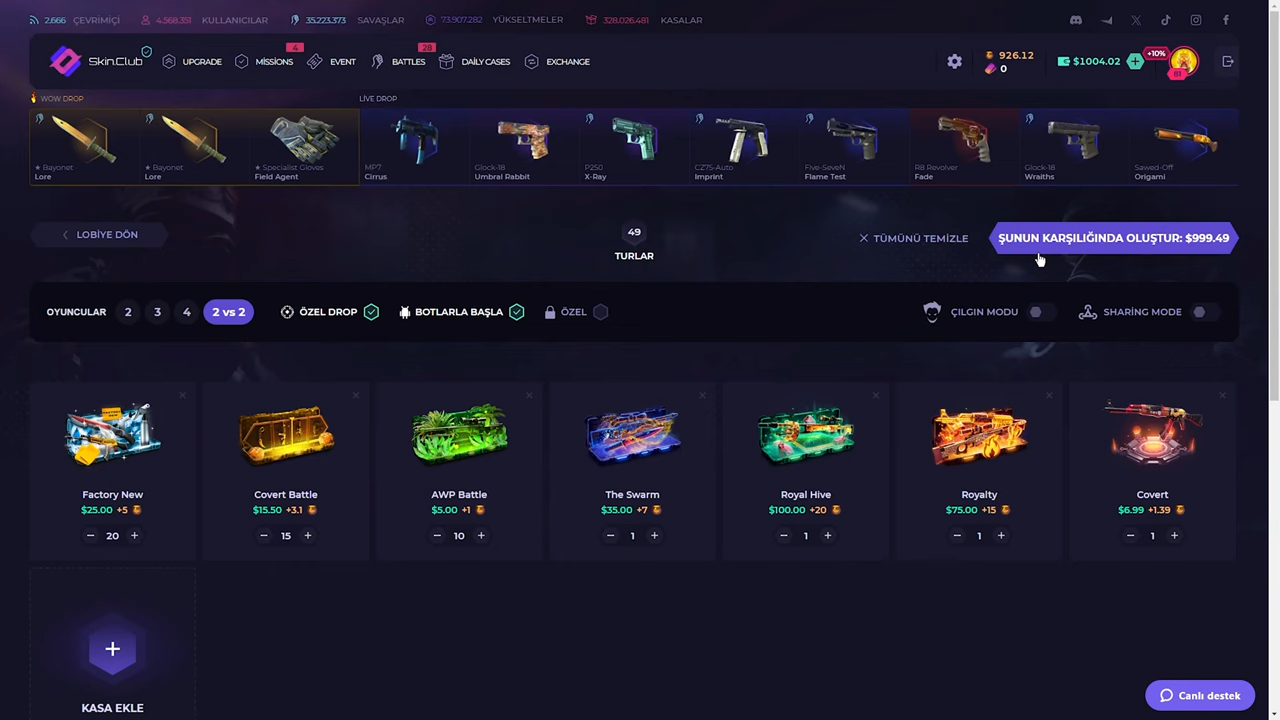 2.666 ÇEVRİMİÇİ 4.568.351 KULLANICILAR 35.223.373 SAVAŞLAR 73.907.282 YÜKSELTMELER 328.026.481 KASALAR
Skin.Club UPGRADE 4 MISSIONS EVENT 28 BATTLES DAILY CASES EXCHANGE 926.12 0 $1004.02 +10% 81
WOW DROP LİVE DROP
★ Bayonet ★ Bayonet ★ Specialist Gloves MP7 Glock-18 P250 CZ75-Auto Five-SeveN R8 Revolver Glock-18 Sawed-Off
Lore Lore Field Agent Cirrus Umbral Rabbit X-Ray Imprint Flame Test Fade Wraiths Origami
LOBİYE DÖN 49 TÜMÜNÜ TEMİZLE ŞUNUN KARŞILIĞINDA OLUŞTUR: $999.49
TURLAR
OYUNCULAR 2 3 4 2 vs 2 ÖZEL DROP BOTLARLA BAŞLA ÖZEL ÇILGIN MODU SHARİNG MODE
Factory New Covert Battle AWP Battle The Swarm Royal Hive Royalty Covert
$25.00 +5 $15.50 +3.1 $5.00 +1 $35.00 +7 $100.00 +20 $75.00 +15 $6.99 +1.39
− 20 + − 15 + − 10 + − 1 + − 1 + − 1 + − 1 +
+
KASA EKLE
Canlı destek